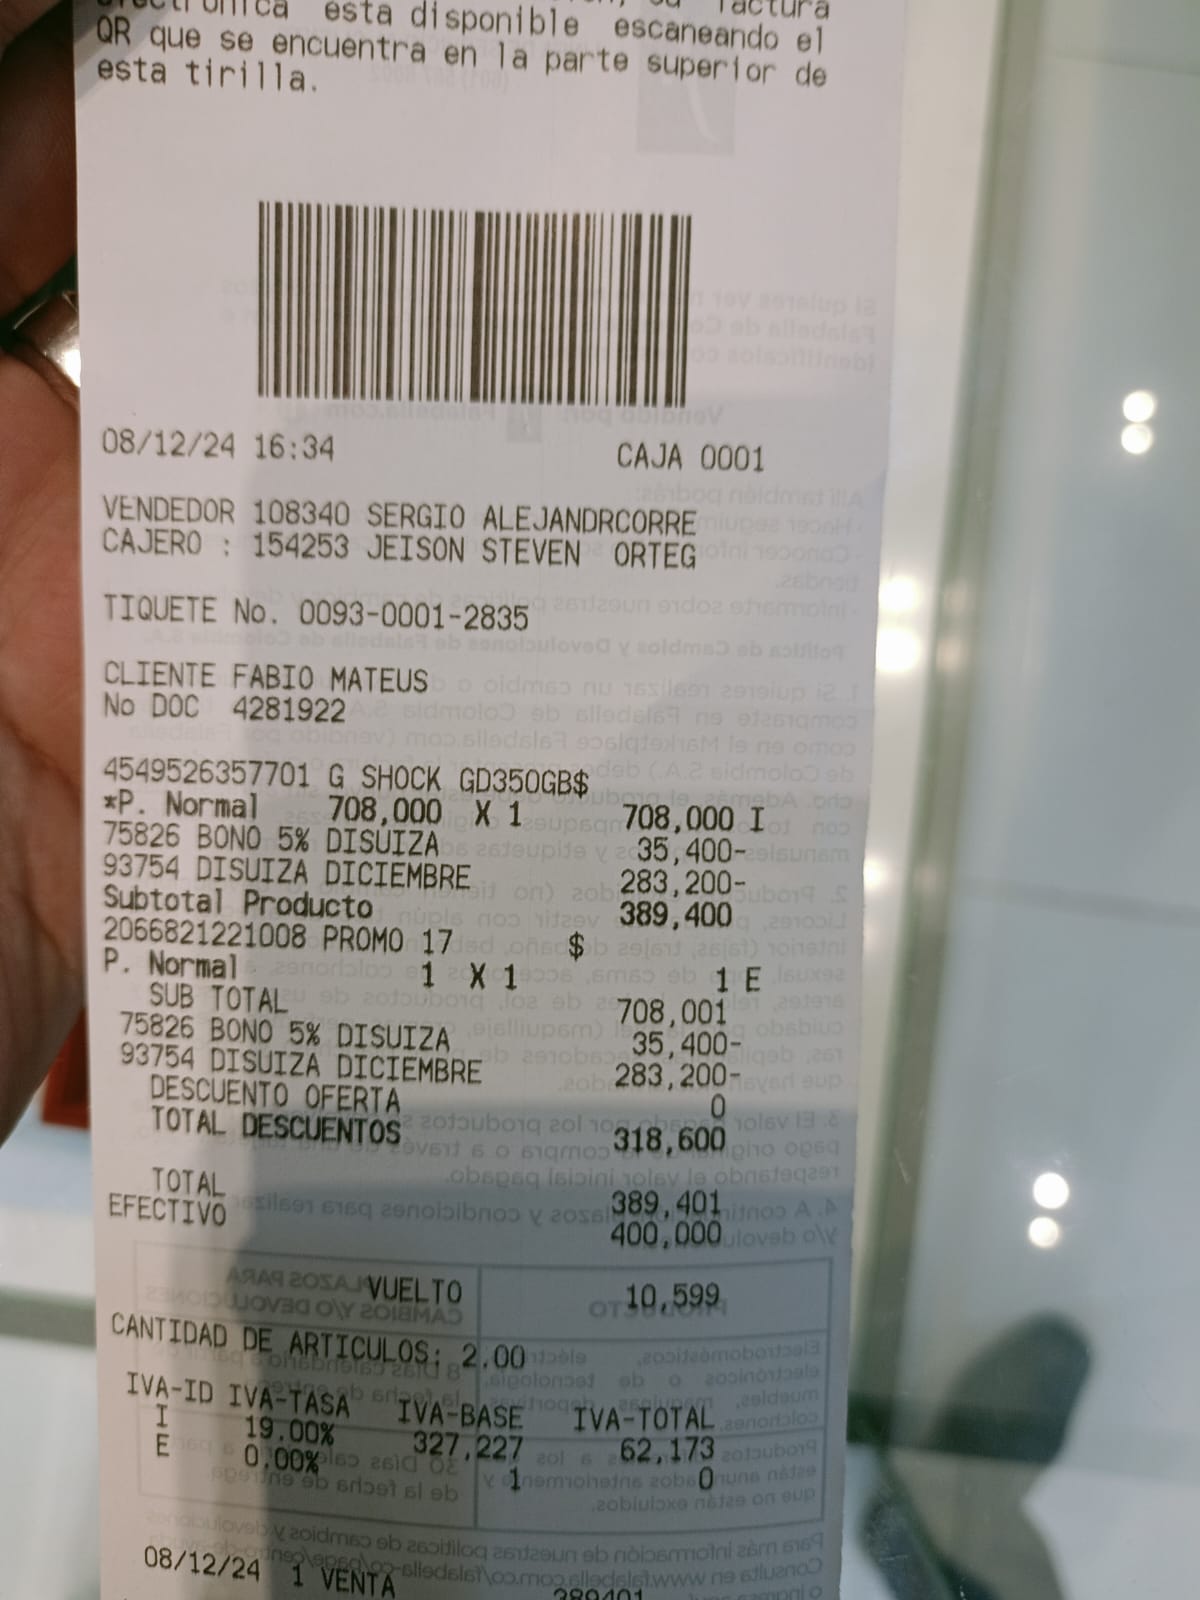 está disponible escaneando el
QR que se encuentra en la parte superior de
esta tirilla.
08/12/24 16:34 CAJA 0001
VENDEDOR 108340 SERGIO ALEJANDRCORRE
CAJERO : 154253 JEISON STEVEN ORTEG
TIQUETE No. 0093-0001-2835
CLIENTE FABIO MATEUS
No DOC 4281922
4549526357701 G SHOCK GD350GB$
*P. Normal 708,000 X 1 708,000 I
75826 BONO 5% DISUIZA 35,400-
93754 DISUIZA DICIEMBRE 283,200-
Subtotal Producto 389,400
2066821221008 PROMO 17 $
P. Normal 1 X 1 1 E
SUB TOTAL 708,001
75826 BONO 5% DISUIZA 35,400-
93754 DISUIZA DICIEMBRE 283,200-
DESCUENTO OFERTA 0
TOTAL DESCUENTOS 318,600
TOTAL 389,401
EFECTIVO 400,000
VUELTO 10,599
CANTIDAD DE ARTICULOS: 2.00
IVA-ID IVA-TASA IVA-BASE IVA-TOTAL
I 19.00% 327,227 62,173
E 0.00% 1 0
08/12/24 1 VENTA 389401